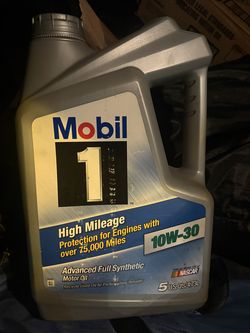 Mobil
1
High Mileage
Protection for Engines with
over 75,000 Miles
10W-30
Advanced Full Synthetic
Motor Oil
NASCAR
5 US